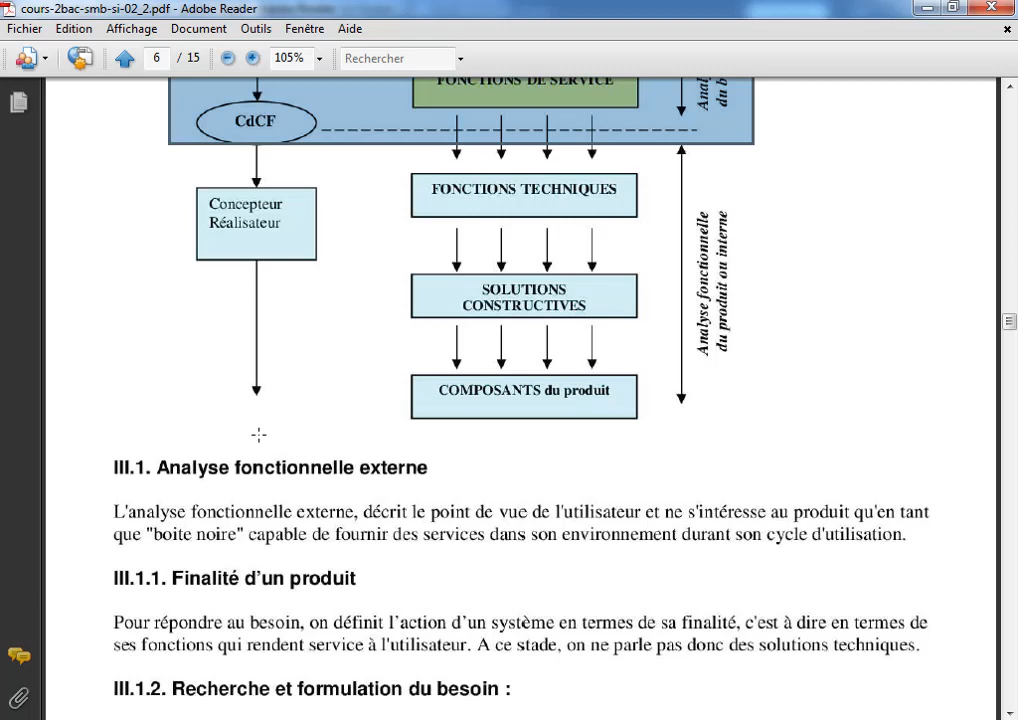 cours-2bac-smb-si-02_2.pdf - Adobe Reader
Fichier Edition Affichage Document Outils Fenêtre Aide
6 / 15 105% Rechercher
FONCTIONS DE SERVICE
CdCF
Concepteur
Réalisateur
FONCTIONS TECHNIQUES
SOLUTIONS
CONSTRUCTIVES
COMPOSANTS du produit
Analyse fonctionnelle
du produit ou interne
III.1. Analyse fonctionnelle externe
L'analyse fonctionnelle externe, décrit le point de vue de l'utilisateur et ne s'intéresse au produit qu'en tant
que "boite noire" capable de fournir des services dans son environnement durant son cycle d'utilisation.
III.1.1. Finalité d’un produit
Pour répondre au besoin, on définit l’action d’un système en termes de sa finalité, c'est à dire en termes de
ses fonctions qui rendent service à l'utilisateur. A ce stade, on ne parle pas donc des solutions techniques.
III.1.2. Recherche et formulation du besoin :